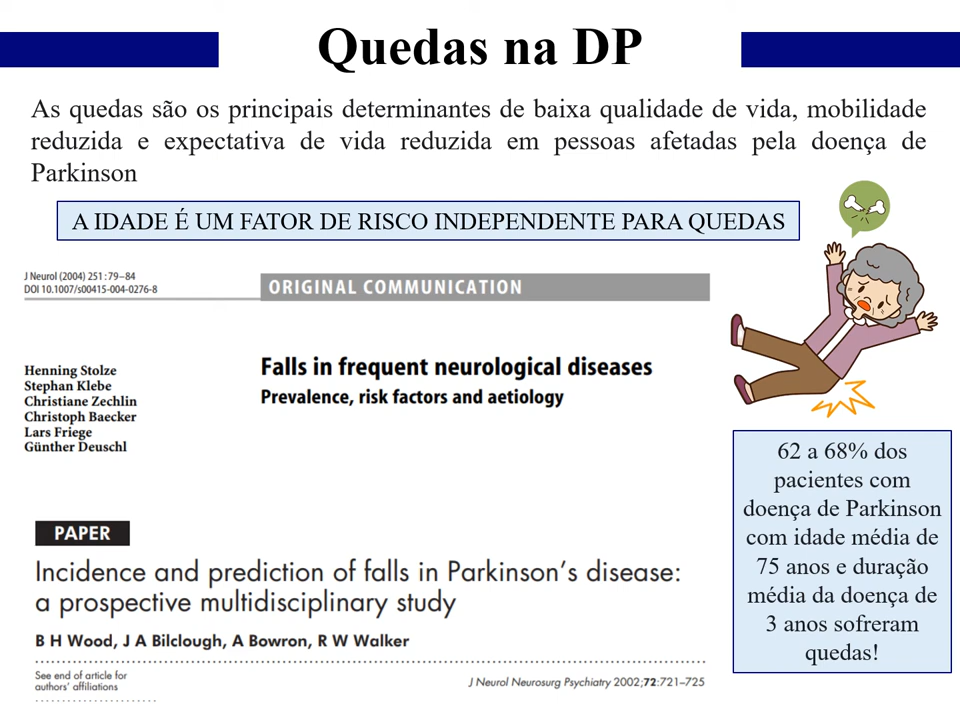 Quedas na DP
As quedas são os principais determinantes de baixa qualidade de vida, mobilidade
reduzida e expectativa de vida reduzida em pessoas afetadas pela doença de
Parkinson
A IDADE É UM FATOR DE RISCO INDEPENDENTE PARA QUEDAS
J Neurol (2004) 251 : 79–84
DOI 10.1007/s00415-004-0276-8
ORIGINAL COMMUNICATION
Henning Stolze
Stephan Klebe
Christiane Zechlin
Christoph Baecker
Lars Friege
Günther Deuschl
Falls in frequent neurological diseases
Prevalence, risk factors and aetiology
62 a 68% dos
pacientes com
doença de Parkinson
com idade média de
75 anos e duração
média da doença de
3 anos sofreram
quedas!
PAPER
Incidence and prediction of falls in Parkinson's disease:
a prospective multidisciplinary study
B H Wood, J A Bilclough, A Bowron, R W Walker
See end of article for
authors' affiliations
J Neurol Neurosurg Psychiatry 2002;72:721–725